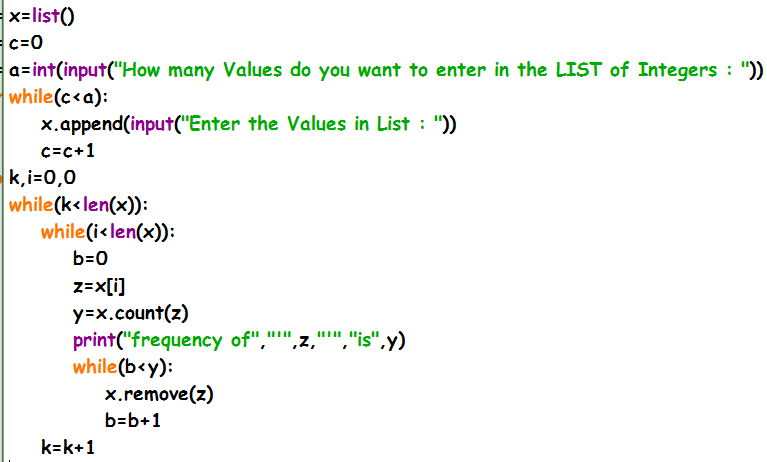 x=list()
c=0
a=int(input("How many Values do you want to enter in the LIST of Integers : "))
while(c<a):
    x.append(input("Enter the Values in List : "))
    c=c+1
k,i=0,0
while(k<len(x)):
    while(i<len(x)):
        b=0
        z=x[i]
        y=x.count(z)
        print("frequency of","'",z,"'","is",y)
        while(b<y):
            x.remove(z)
            b=b+1
    k=k+1